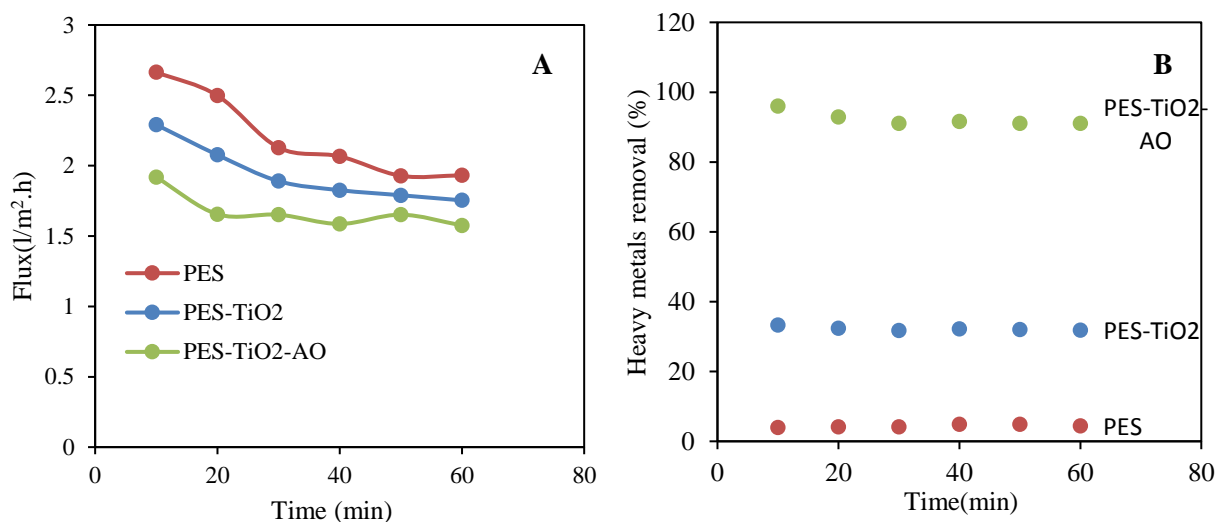 A
Flux(l/m².h)
3
2.5
2
1.5
1
0.5
0
PES
PES-TiO2
PES-TiO2-AO
0 20 40 60 80
Time (min)
B
Heavy metals removal (%)
120
100
80
60
40
20
0
PES-TiO2-
AO
PES-TiO2
PES
0 20 40 60 80
Time(min)